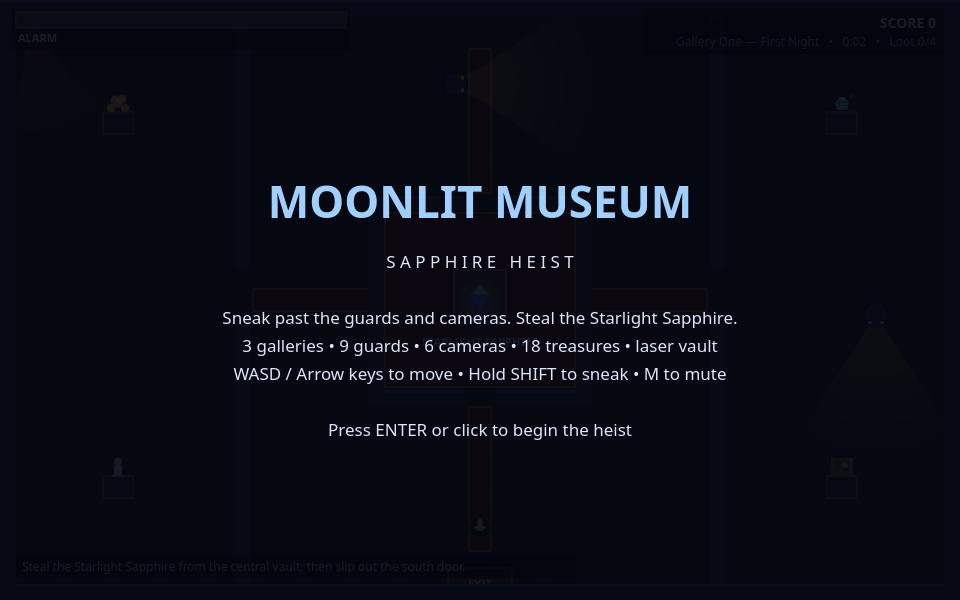 ALARM
SCORE 0
Gallery One — First Night • 0:02 • Loot 0/4
MOONLIT MUSEUM
SAPPHIRE HEIST
Sneak past the guards and cameras. Steal the Starlight Sapphire.
3 galleries • 9 guards • 6 cameras • 18 treasures • laser vault
WASD / Arrow keys to move • Hold SHIFT to sneak • M to mute
Press ENTER or click to begin the heist
Steal the Starlight Sapphire from the central vault, then slip out the south door.
EXIT